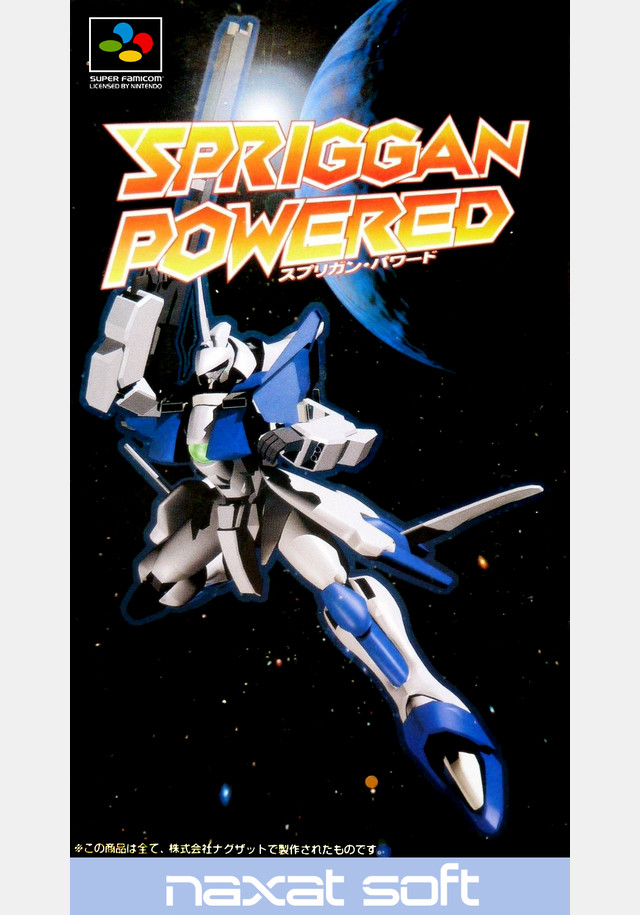 SUPER FAMICOM
LICENSED BY NINTENDO
SPRIGGAN
POWERED
スプリガン・パワード
※この商品は全て、株式会社ナグザットで製作されたものです。
naxat soft